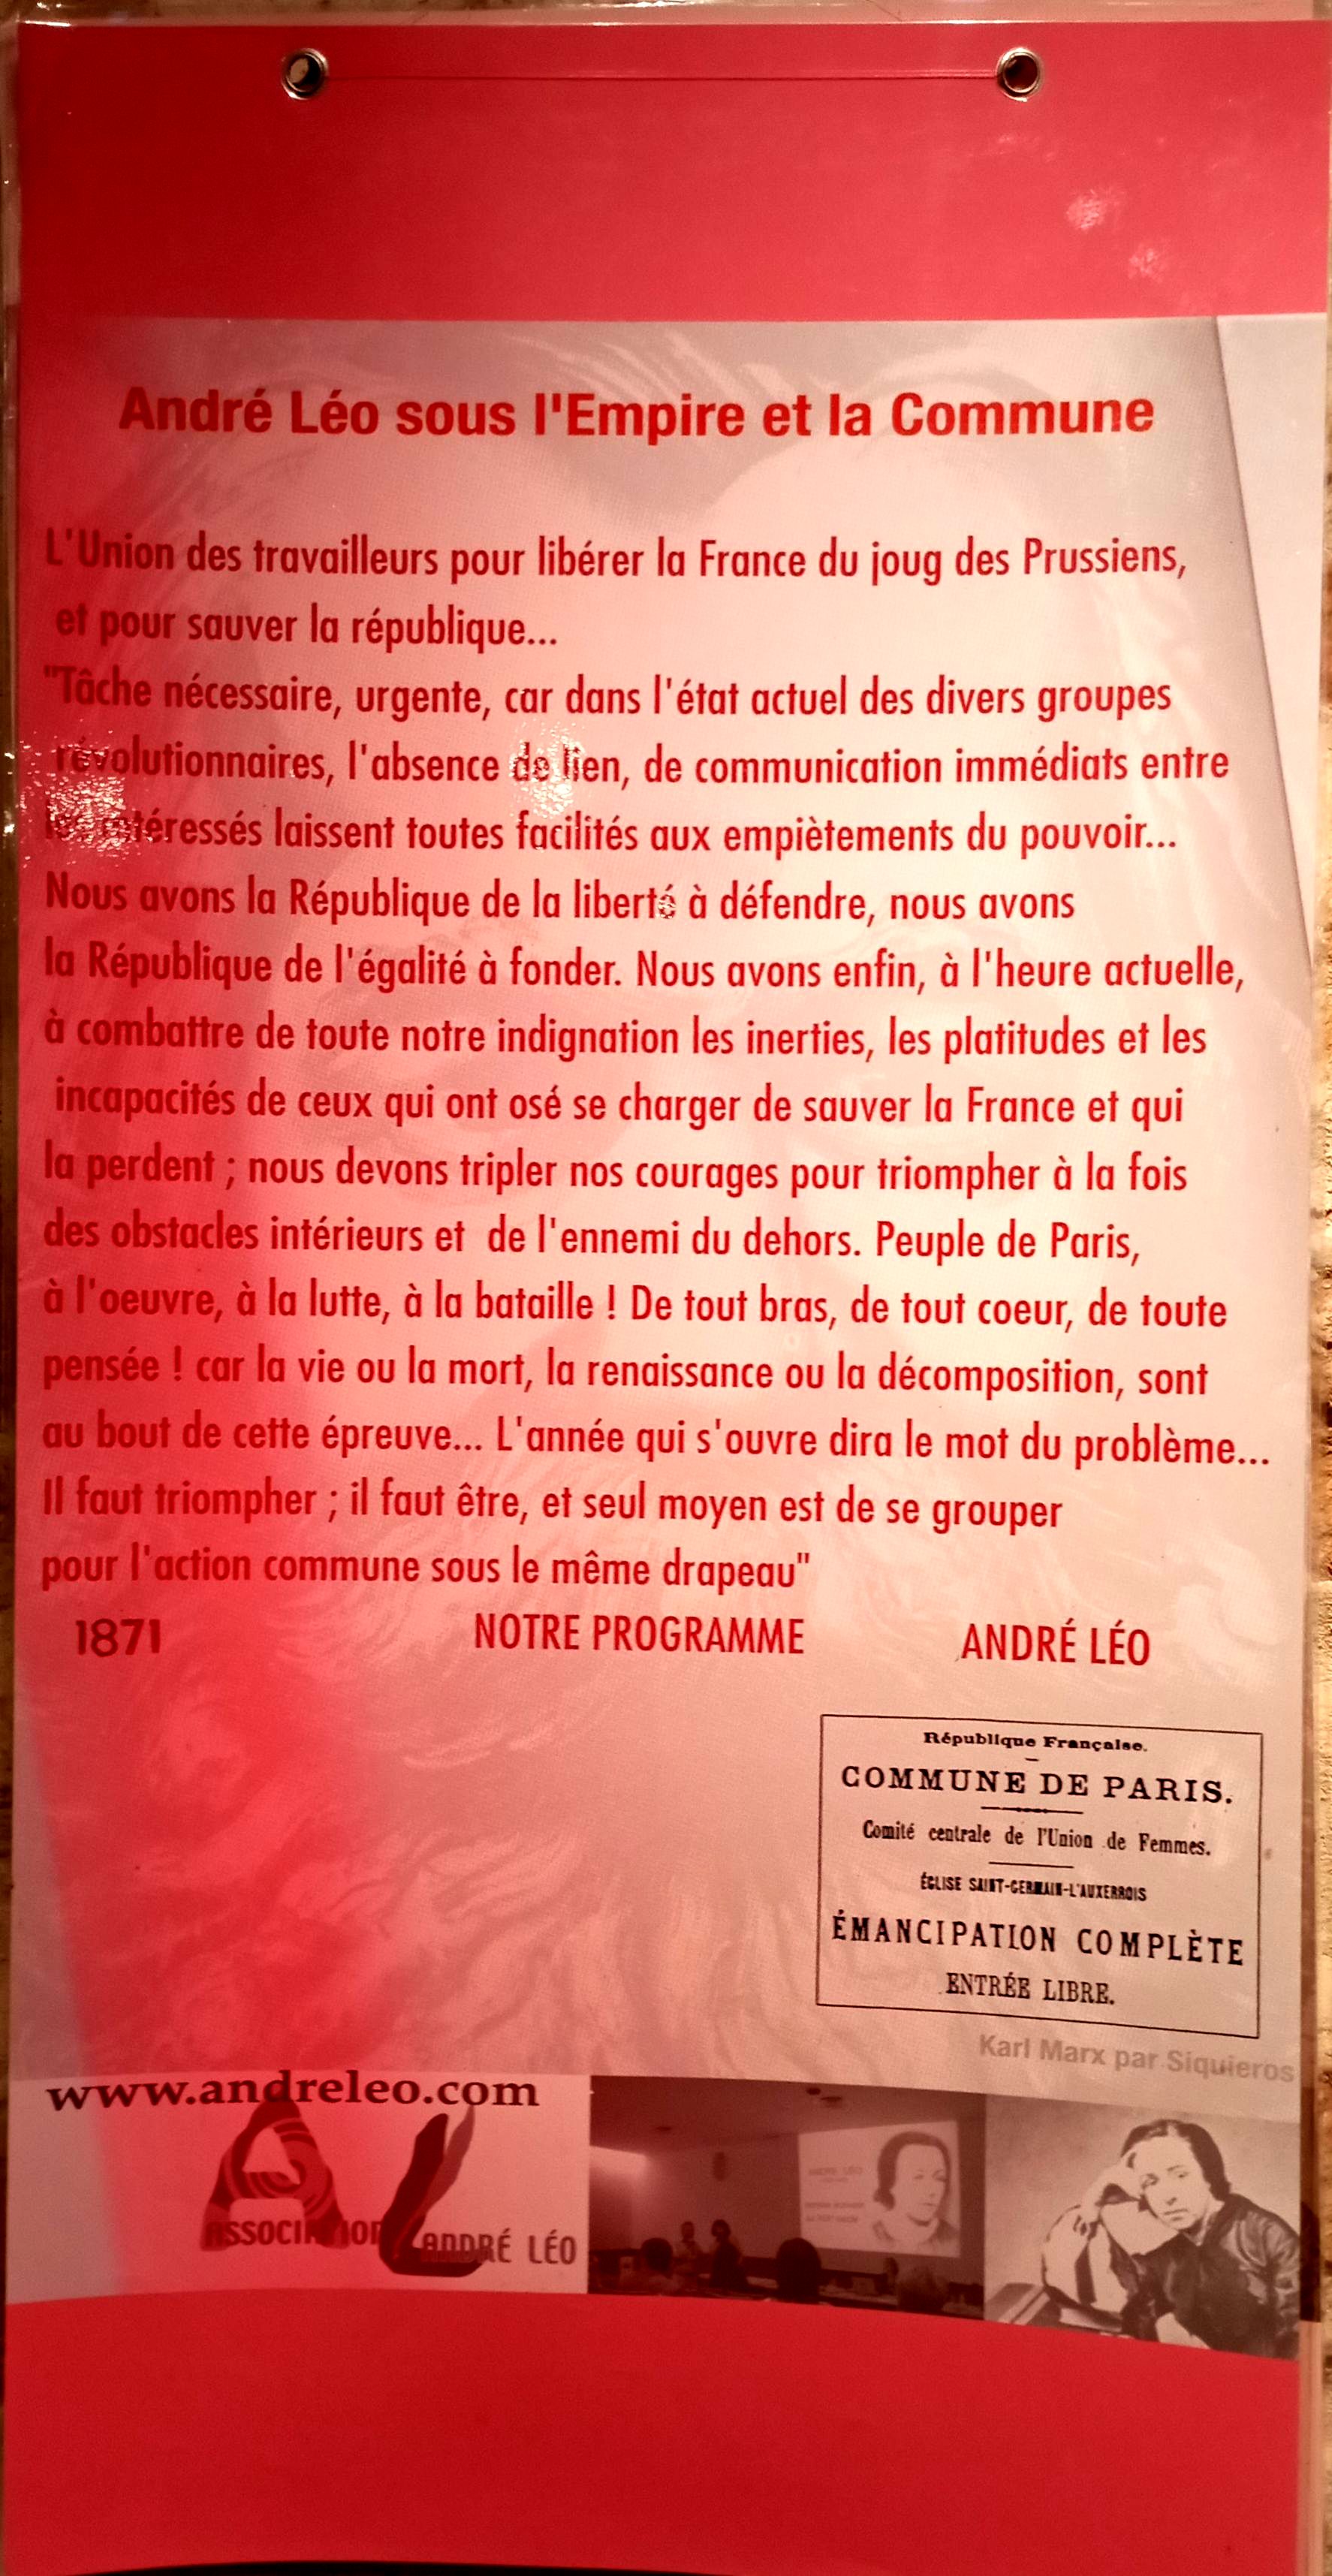 André Léo sous l'Empire et la Commune
L'Union des travailleurs pour libérer la France du joug des Prussiens,
et pour sauver la république...
"Tâche nécessaire, urgente, car dans l'état actuel des divers groupes
révolutionnaires, l'absence de lien, de communication immédiats entre
les intéressés laissent toutes facilités aux empiètements du pouvoir...
Nous avons la République de la liberté à défendre, nous avons
la République de l'égalité à fonder. Nous avons enfin, à l'heure actuelle,
à combattre de toute notre indignation les inerties, les platitudes et les
incapacités de ceux qui ont osé se charger de sauver la France et qui
la perdent ; nous devons tripler nos courages pour triompher à la fois
des obstacles intérieurs et de l'ennemi du dehors. Peuple de Paris,
à l'oeuvre, à la lutte, à la bataille ! De tout bras, de tout coeur, de toute
pensée ! car la vie ou la mort, la renaissance ou la décomposition, sont
au bout de cette épreuve... L'année qui s'ouvre dira le mot du problème...
Il faut triompher ; il faut être, et seul moyen est de se grouper
pour l'action commune sous le même drapeau"
1871 NOTRE PROGRAMME ANDRÉ LÉO
République Française.
COMMUNE DE PARIS.
Comité centrale de l'Union de Femmes.
ÉGLISE SAINT-GERMAIN-L'AUXERROIS
ÉMANCIPATION COMPLÈTE
ENTRÉE LIBRE.
Karl Marx par Siquieros
www.andreleo.com
AL
ASSOCIATION ANDRÉ LÉO
ANDRÉ LÉO